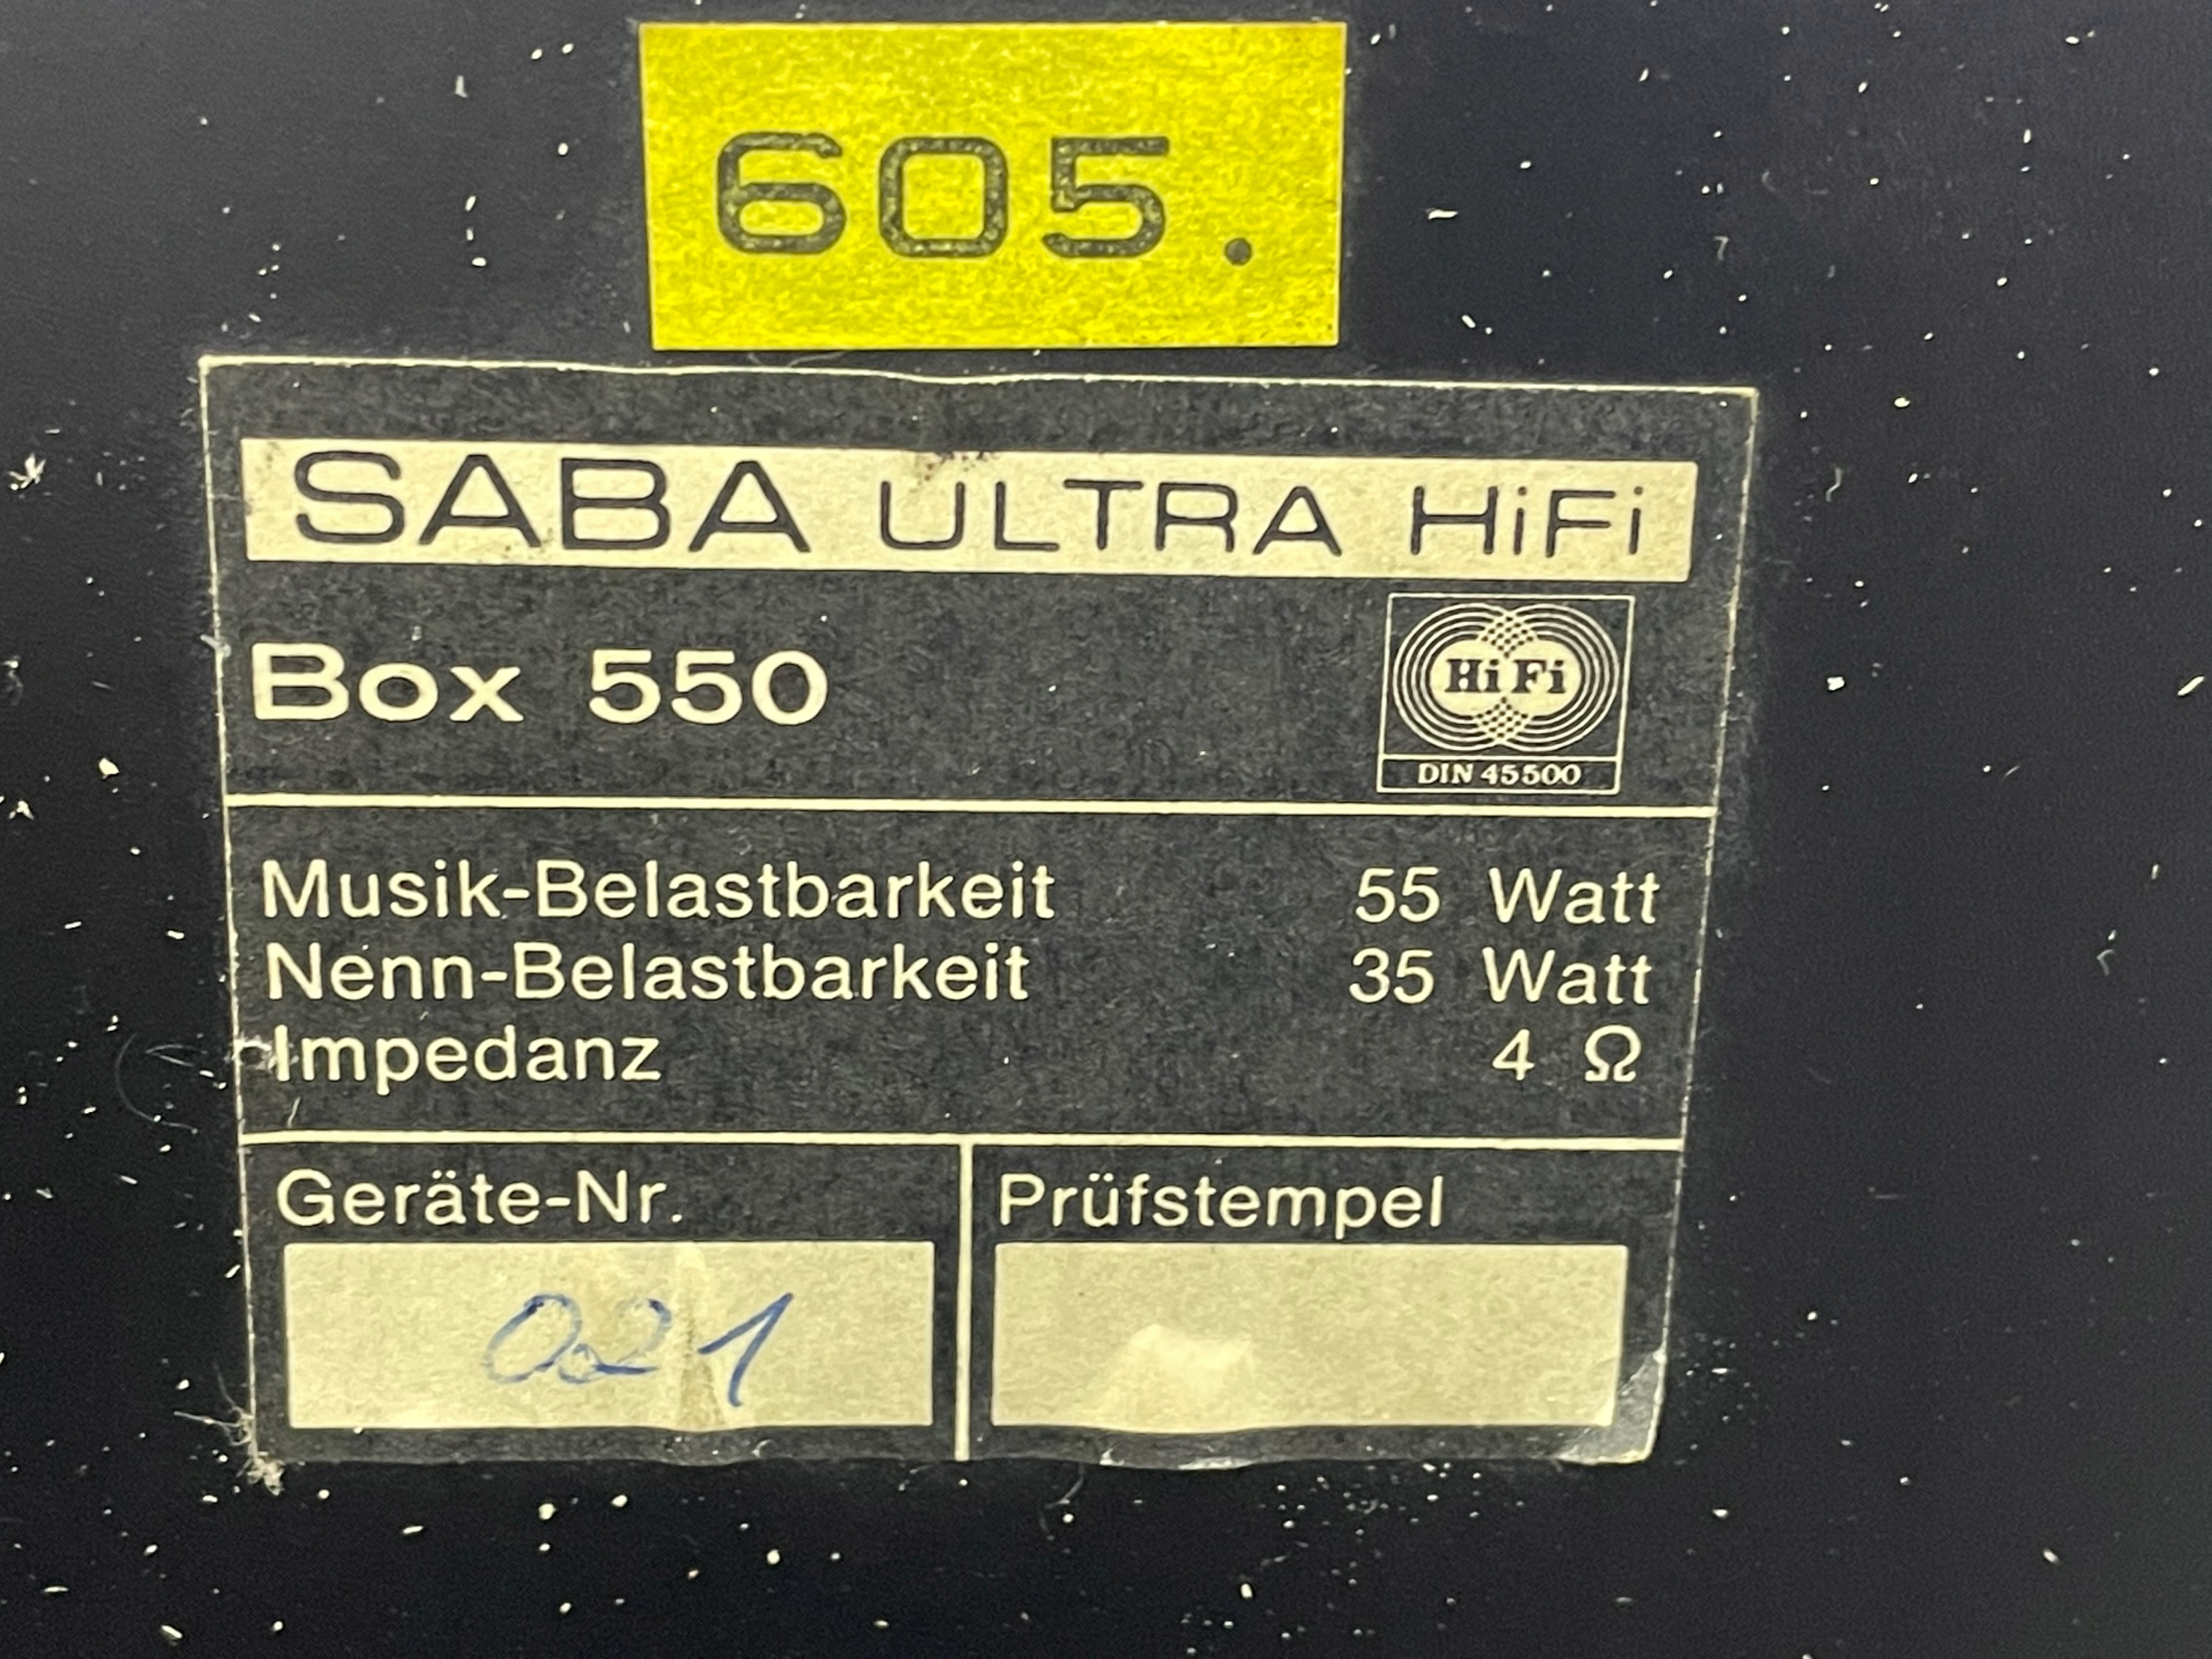 605.
SABA ULTRA HiFi
Box 550
Hi Fi
DIN 45500
Musik-Belastbarkeit 55 Watt
Nenn-Belastbarkeit 35 Watt
Impedanz 4 Ω
Geräte-Nr. Prüfstempel
021